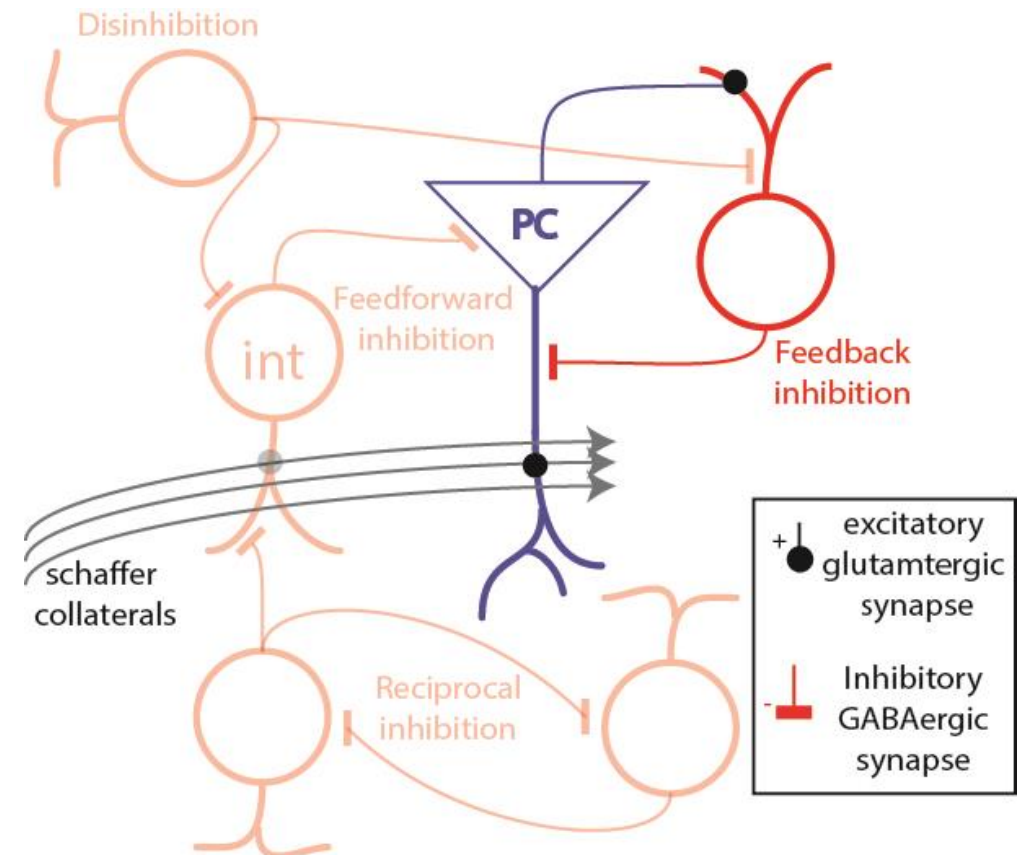 Disinhibition
PC
Feedforward
inhibition
int
Feedback
inhibition
schaffer
collaterals
Reciprocal
inhibition
+
excitatory
glutamtergic
synapse
-
Inhibitory
GABAergic
synapse